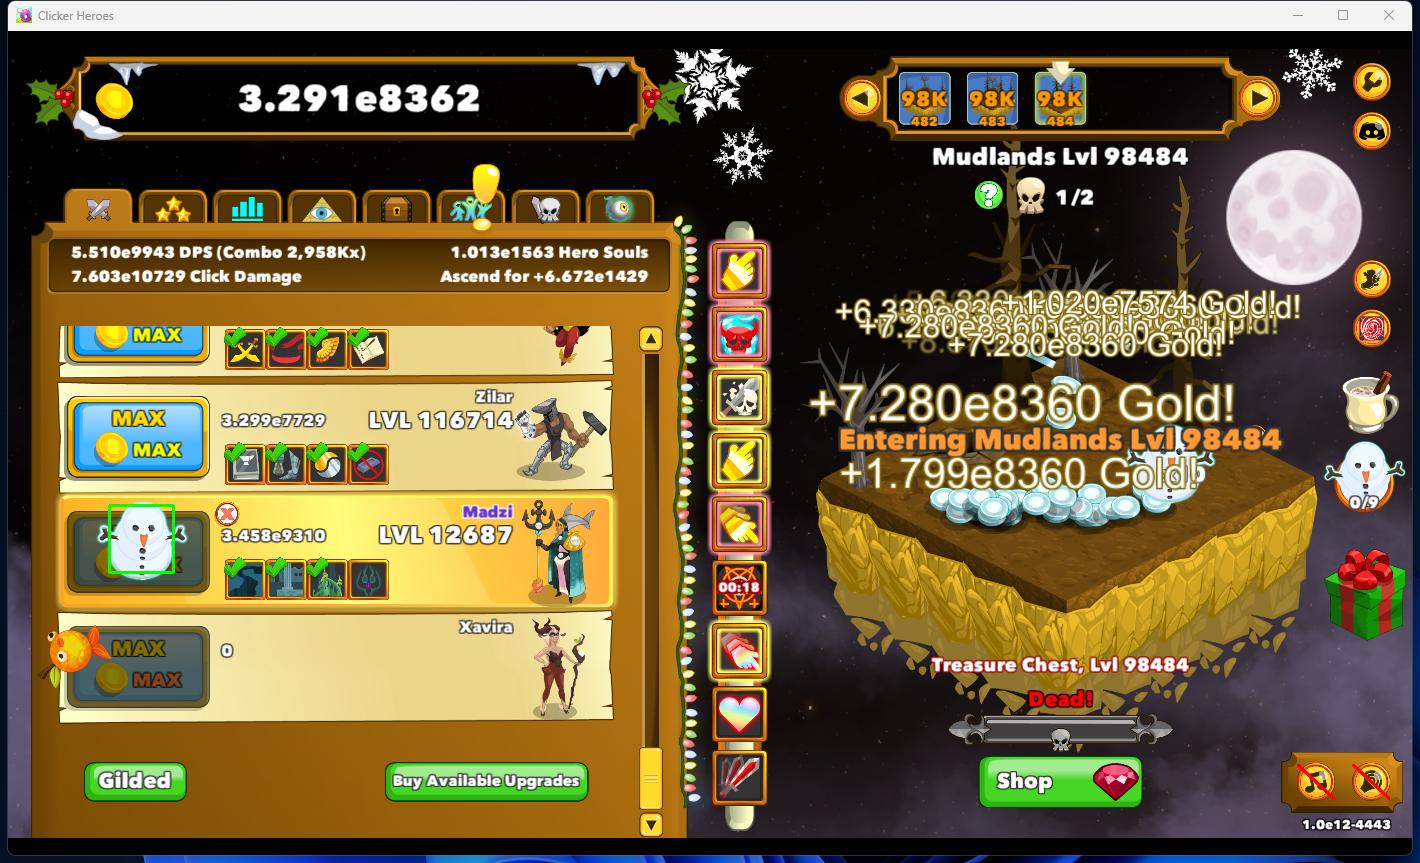 Clicker Heroes
3.291e8362
98K
482
98K
483
98K
484
Mudlands Lvl 98484
1/2
5.510e9943 DPS (Combo 2,958Kx)
1.013e1563 Hero Souls
7.603e10729 Click Damage
Ascend for +6.672e1429
MAX
Zilar
MAX
MAX
3.299e7729
LVL 116714
Madzi
3.458e9310
LVL 12687
Xavira
MAX
MAX
0
Gilded
Buy Available Upgrades
00:18
+1.020e7574 Gold!
+7.280e8360 Gold!
+7.280e8360 Gold!
Entering Mudlands Lvl 98484
+1.799e8360 Gold!
0/9
Treasure Chest, Lvl 98484
Dead!
Shop
1.0e12-4443